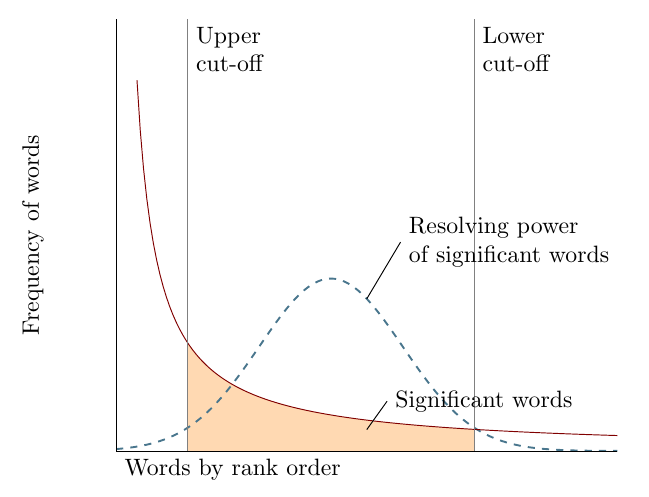 Upper
cut-off
Lower
cut-off
Frequency of words
Resolving power
of significant words
Significant words
Words by rank order